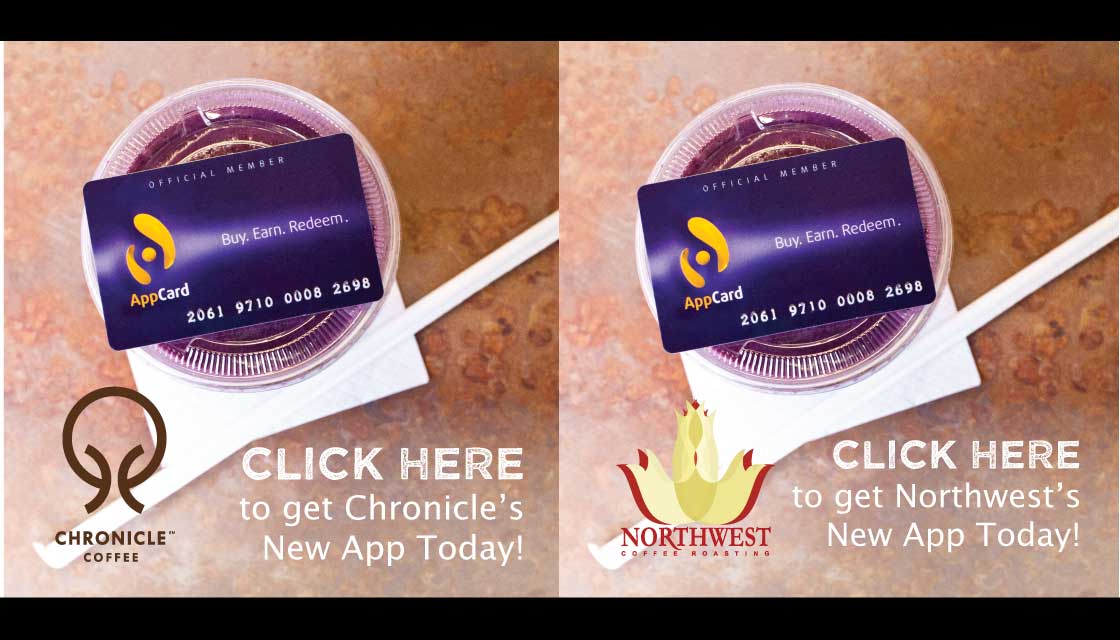 OFFICIAL MEMBER
Buy. Earn. Redeem.
AppCard
2061 9710 0008 2698
CHRONICLE™
COFFEE
CLICK HERE
to get Chronicle's
New App Today!
OFFICIAL MEMBER
Buy. Earn. Redeem.
AppCard
2061 9710 0008 2698
NORTHWEST
COFFEE ROASTING
CLICK HERE
to get Northwest's
New App Today!